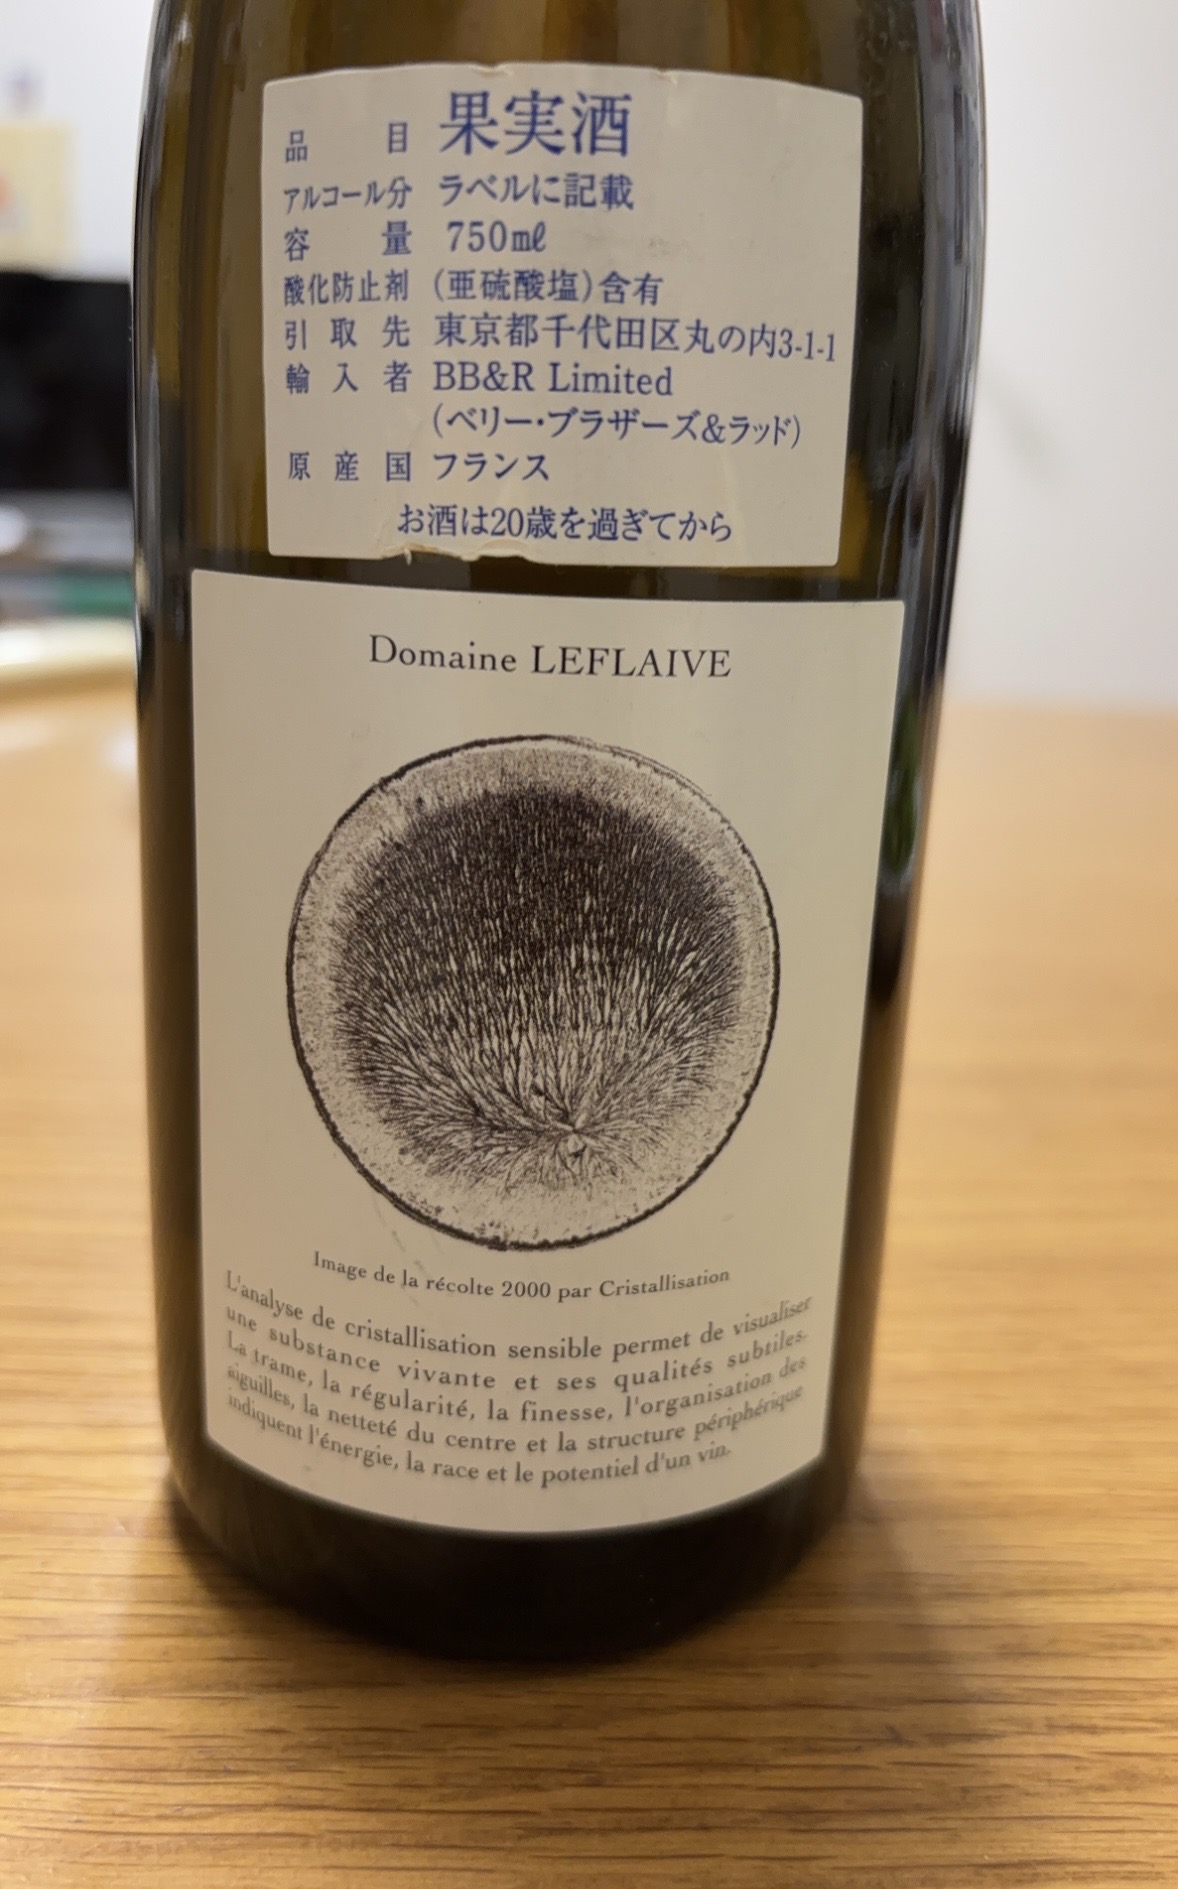 品目 果実酒
アルコール分 ラベルに記載
容量 750mℓ
酸化防止剤 (亜硫酸塩)含有
引取先 東京都千代田区丸の内3-1-1
輸入者 BB&R Limited
(ベリー・ブラザーズ&ラッド)
原産国 フランス
お酒は20歳を過ぎてから
Domaine LEFLAIVE
Image de la récolte 2000 par Cristallisation
L'analyse de cristallisation sensible permet de visualiser
une substance vivante et ses qualités subtiles.
La trame, la régularité, la finesse, l'organisation des
aiguilles, la netteté du centre et la structure périphérique
indiquent l'énergie, la race et le potentiel d'un vin.